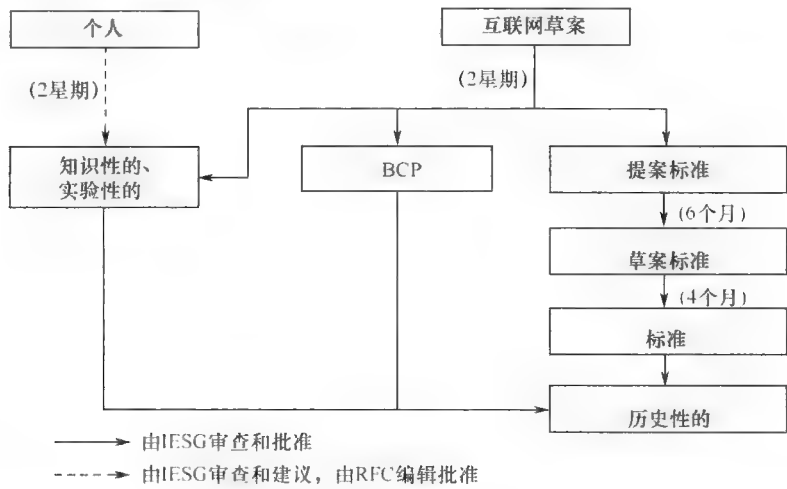 个人
互联网草案
(2星期)
(2星期)
知识性的、
实验性的
BCP
提案标准
(6个月)
草案标准
(4个月)
标准
历史性的
由IESG审查和批准
由IESG审查和建议，由RFC编辑批准